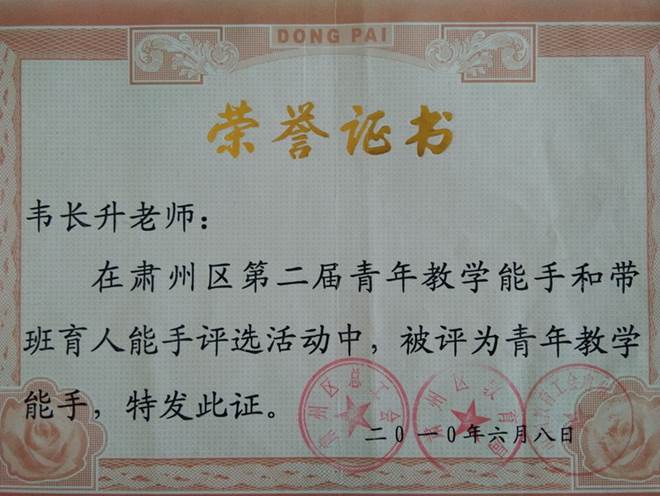 DONG PAI
荣誉证书
韦长升老师：
在肃州区第二届青年教学能手和带
班育人能手评选活动中，被评为青年教学
能手，特发此证。
二〇一〇年六月八日